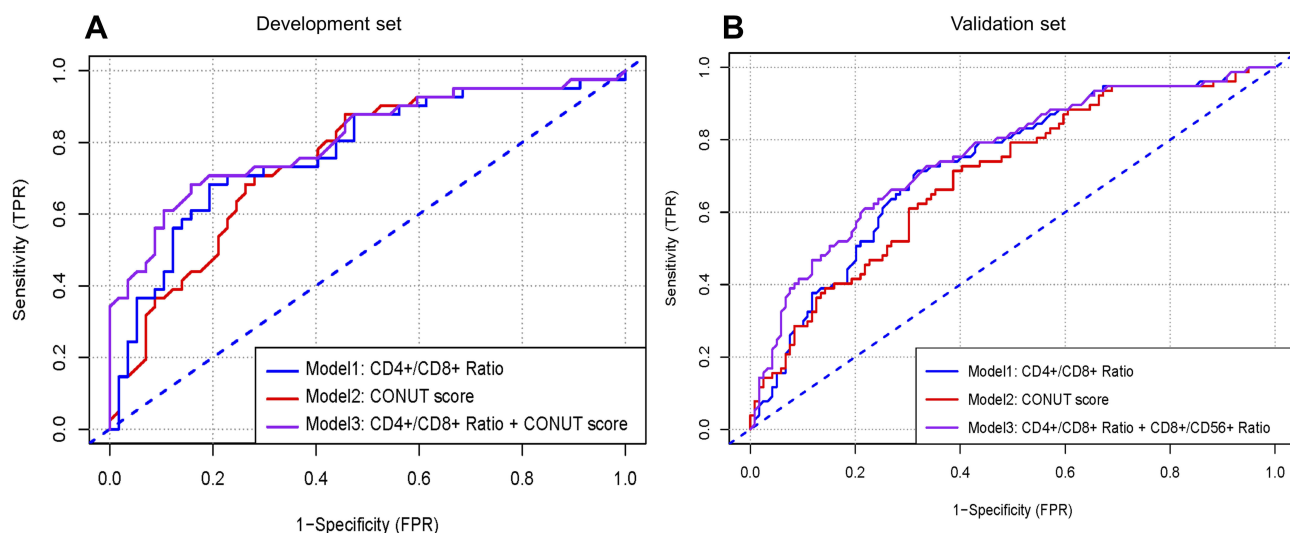 A
Development set
Sensitivity (TPR)
1.0
0.8
0.6
0.4
0.2
0.0
Model1: CD4+/CD8+ Ratio
Model2: CONUT score
Model3: CD4+/CD8+ Ratio + CONUT score
0.0 0.2 0.4 0.6 0.8 1.0
1−Specificity (FPR)
B
Validation set
Sensitivity (TPR)
1.0
0.8
0.6
0.4
0.2
0.0
Model1: CD4+/CD8+ Ratio
Model2: CONUT score
Model3: CD4+/CD8+ Ratio + CD8+/CD56+ Ratio
0.0 0.2 0.4 0.6 0.8 1.0
1−Specificity (FPR)